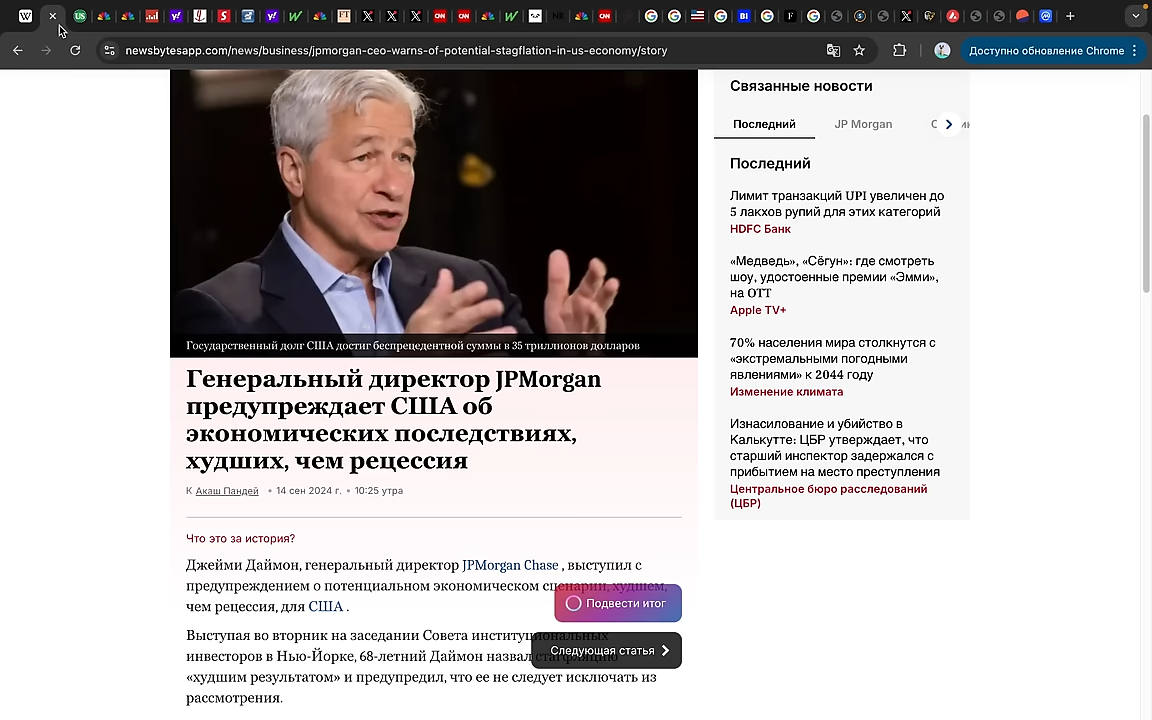 newsbytesapp.com/news/business/jpmorgan-ceo-warns-of-potential-stagflation-in-us-economy/story
Доступно обновление Chrome
Государственный долг США достиг беспрецедентной суммы в 35 триллионов долларов
Генеральный директор JPMorgan
предупреждает США об
экономических последствиях,
худших, чем рецессия
К Акаш Пандей • 14 сен 2024 г. • 10:25 утра
Что это за история?
Джейми Даймон, генеральный директор JPMorgan Chase , выступил с
предупреждением о потенциальном экономическом сценарии, худшем,
чем рецессия, для США .
Подвести итог
Выступая во вторник на заседании Совета институциональных
инвесторов в Нью-Йорке, 68-летний Даймон назвал стагфляцию
«худшим результатом» и предупредил, что ее не следует исключать из
рассмотрения.
Следующая статья
Связанные новости
Последний JP Morgan
Последний
Лимит транзакций UPI увеличен до
5 лакхов рупий для этих категорий
HDFC Банк
«Медведь», «Сёгун»: где смотреть
шоу, удостоенные премии «Эмми»,
на OTT
Apple TV+
70% населения мира столкнутся с
«экстремальными погодными
явлениями» к 2044 году
Изменение климата
Изнасилование и убийство в
Калькутте: ЦБР утверждает, что
старший инспектор задержался с
прибытием на место преступления
Центральное бюро расследований
(ЦБР)